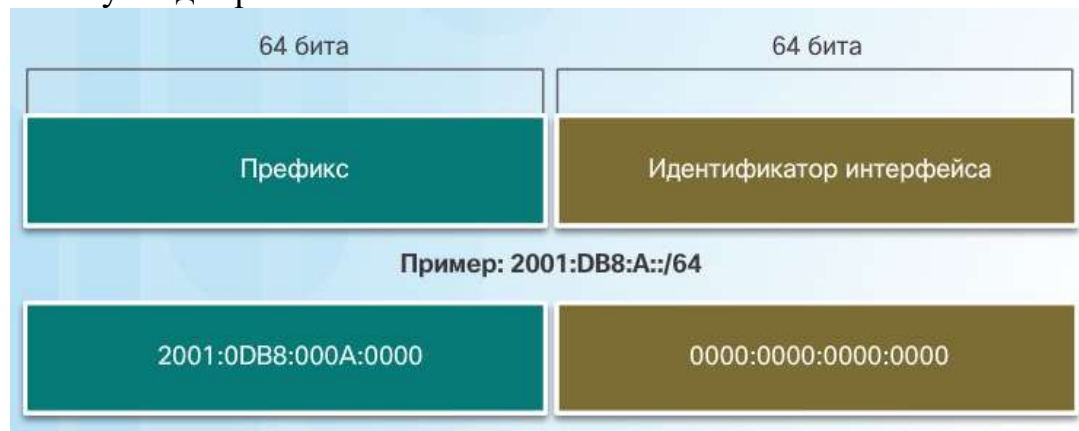 64 бита 64 бита
Префикс Идентификатор интерфейса
Пример: 2001:DB8:A::/64
2001:0DB8:000A:0000 0000:0000:0000:0000